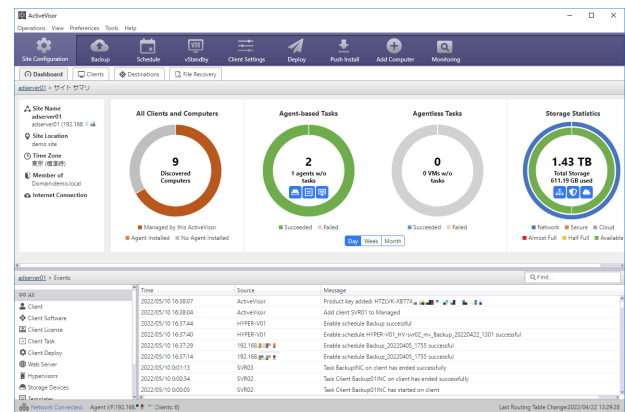 ActiveVisor
Operations View Preferences Tools Help
Site Configuration Backup Schedule vStandby Client Settings Deploy Push Install Add Computer Monitoring
Dashboard Clients Destinations File Recovery
adserver01 › サイト サマリ
Site Name
adserver01
adserver01 (192.168
Site Location
demo site
Time Zone
東京 (標準時)
Member of
Domaindemo.local
Internet Connection
All Clients and Computers
9
Discovered
Computers
Managed by this ActiveVisor
Agent Installed No Agent Installed
Agent-based Tasks
2
1 agents w/o
tasks
Succeeded Failed
Agentless Tasks
0
0 VMs w/o
tasks
Succeeded Failed
Day Week Month
Storage Statistics
1.43 TB
Total Storage
611.19 GB used
Network Secure Cloud
Almost Full Half Full Available
adserver01 › Events
Find...
All
Client
Client Software
Client License
Client Task
Client Deploy
Web Server
Hypervisors
Storage Devices
Templates
Time Source Message
2022/05/10 16:38:07 ActiveVisor Product key added: HTZLVK-XB77A
2022/05/10 16:38:04 ActiveVisor Add client SVR01 to Managed
2022/05/10 16:37:44 HYPER-V01 Enable schedule Backup successful
2022/05/10 16:37:40 HYPER-V01 Enable schedule HYPER-V01_HV-svr02_mv_Backup_20220422_1301 successful
2022/05/10 16:37:29 192.168. Enable schedule Backup_20220405_1755 successful
2022/05/10 16:37:14 192.168. Enable schedule Backup_20220405_1755 successful
2022/05/10 0:01:13 SVR03 Task BackupINC on client has ended successfully
2022/05/10 0:00:54 SVR02 Task Client Backup01INC on client has ended successfully
2022/05/10 0:00:05 SVR02 Task Client Backup01INC has started on client
Network Connected. Agent I/F:192.168. Clients: 6) Last Routing Table Change:2022/04/22 13:29:28